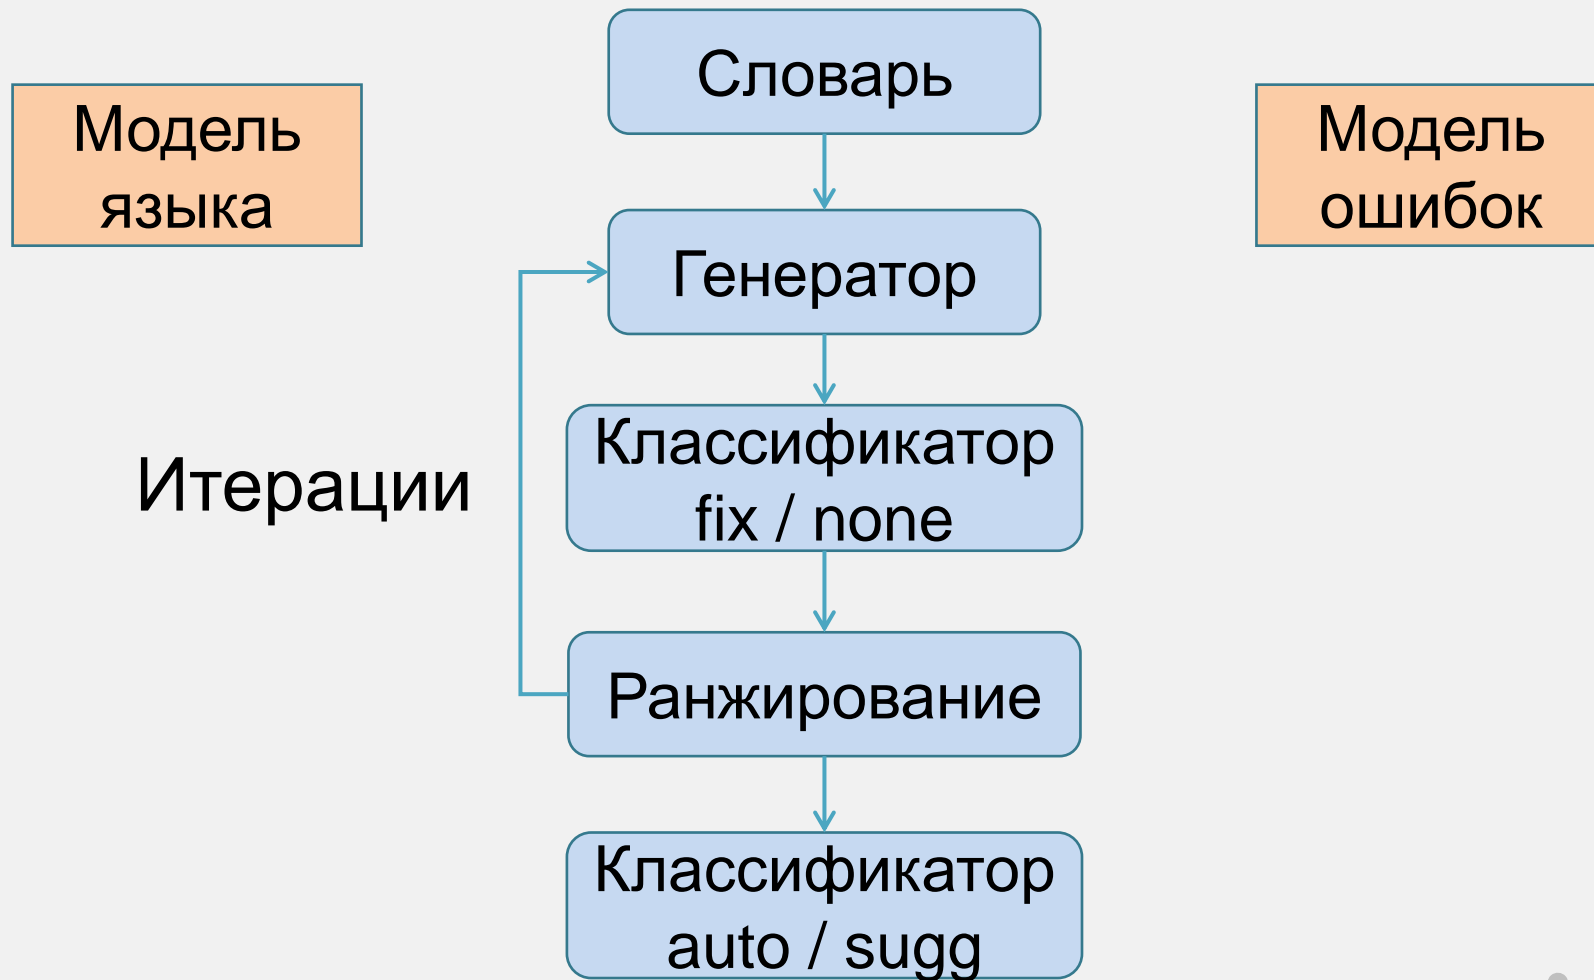 Словарь
Модель
языка
Модель
ошибок
Генератор
Классификатор
fix / none
Итерации
Ранжирование
Классификатор
auto / sugg